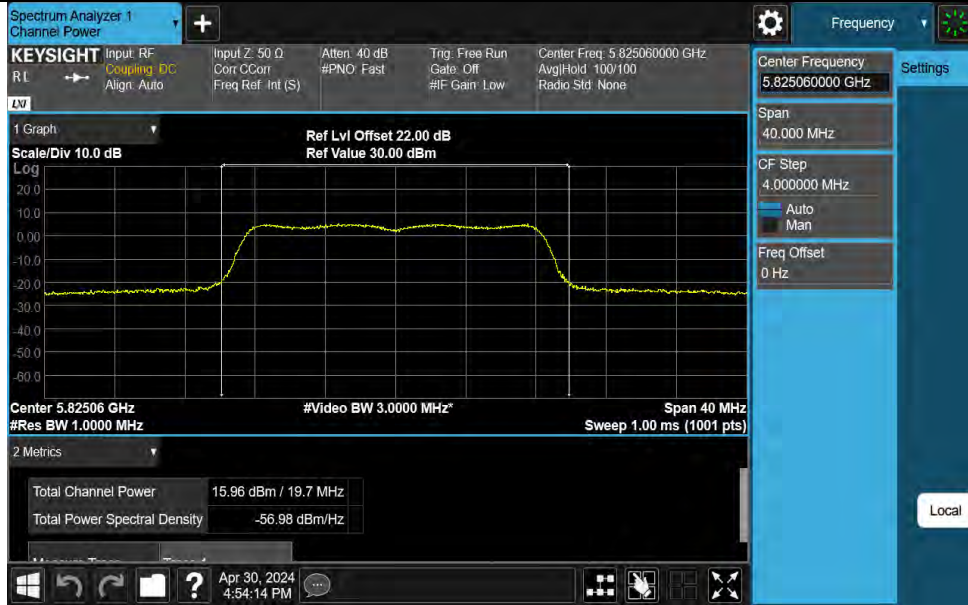 Spectrum Analyzer 1
Channel Power
+
Frequency
KEYSIGHT
RL
LXI
Input: RF
Coupling: DC
Align: Auto
Input Z: 50 Ω
Corr CCorr
Freq Ref: Int (S)
Atten: 40 dB
#PNO: Fast
Trig: Free Run
Gate: Off
#IF Gain: Low
Center Freq: 5.825060000 GHz
Avg|Hold: 100/100
Radio Std: None
1 Graph
Scale/Div 10.0 dB
Ref Lvl Offset 22.00 dB
Ref Value 30.00 dBm
Log
20.0
10.0
0.00
-10.0
-20.0
-30.0
-40.0
-50.0
-60.0
Center 5.82506 GHz
#Video BW 3.0000 MHz*
Span 40 MHz
#Res BW 1.0000 MHz
Sweep 1.00 ms (1001 pts)
2 Metrics
Total Channel Power 15.96 dBm / 19.7 MHz
Total Power Spectral Density -56.98 dBm/Hz
?
Apr 30, 2024
4:54:14 PM
Center Frequency
5.825060000 GHz
Span
40.000 MHz
CF Step
4.000000 MHz
Auto
Man
Freq Offset
0 Hz
Settings
Local